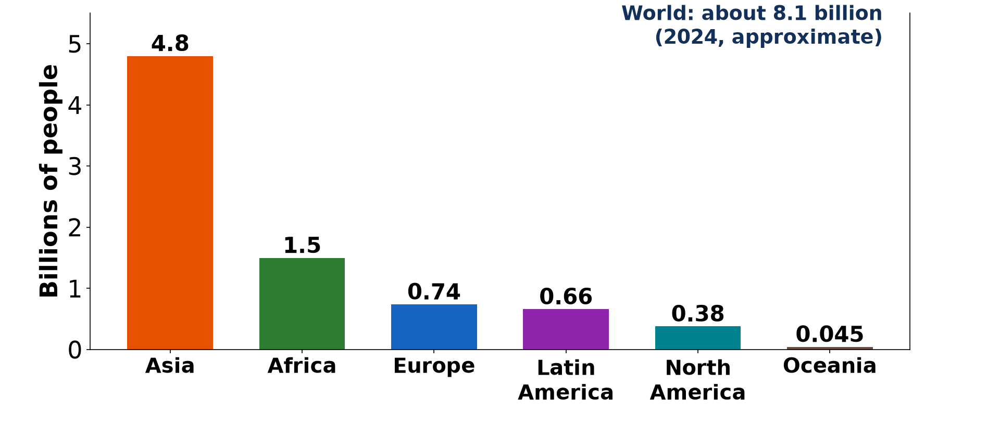 World: about 8.1 billion
(2024, approximate)
Billions of people
5
4
3
2
1
0
4.8
1.5
0.74
0.66
0.38
0.045
Asia
Africa
Europe
Latin
America
North
America
Oceania